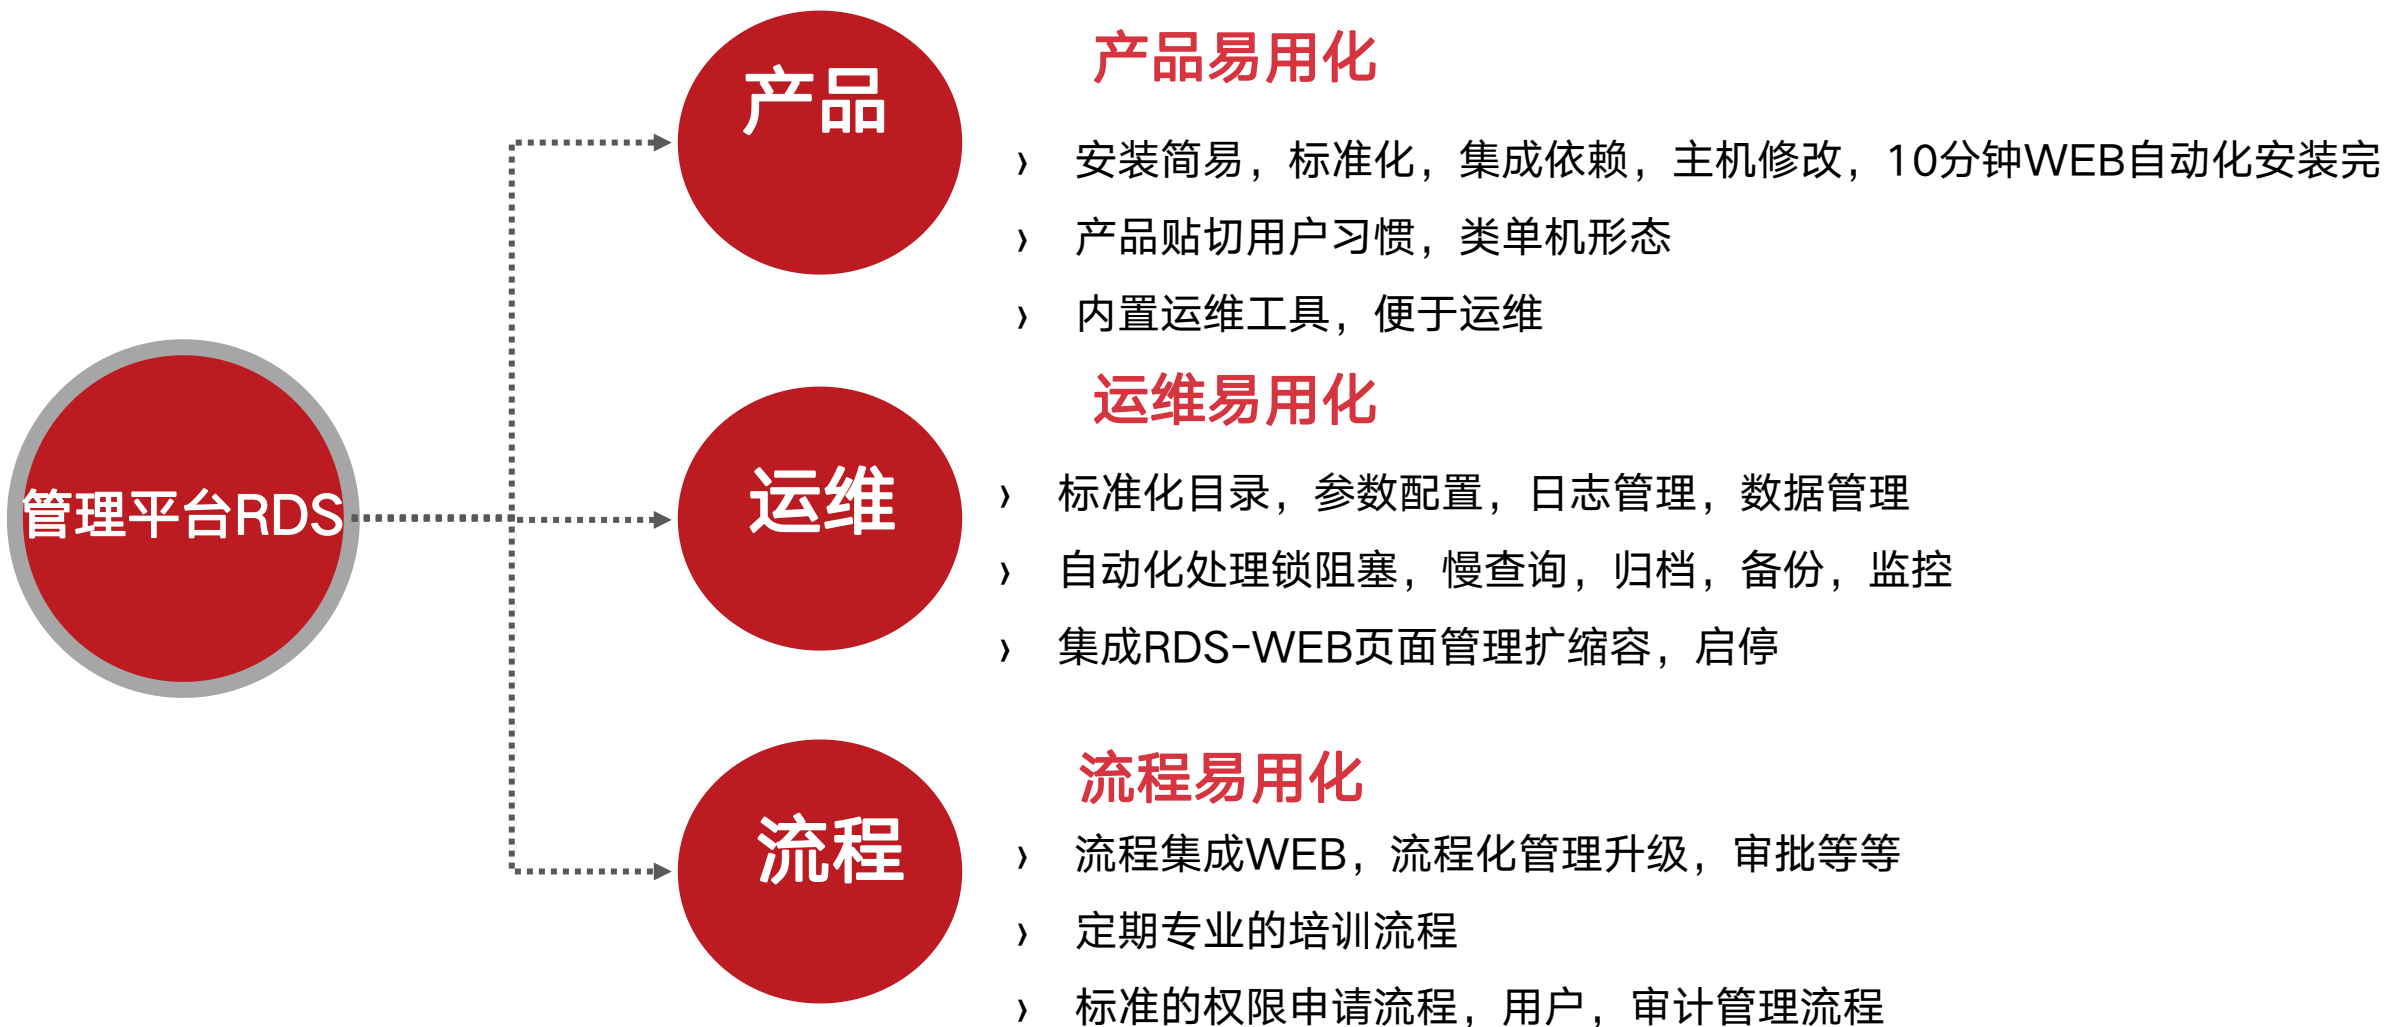 管理平台RDS
产品
产品易用化
安装简易，标准化，集成依赖，主机修改，10分钟WEB自动化安装完
产品贴切用户习惯，类单机形态
内置运维工具，便于运维
运维
运维易用化
标准化目录，参数配置，日志管理，数据管理
自动化处理锁阻塞，慢查询，归档，备份，监控
集成RDS-WEB页面管理扩缩容，启停
流程
流程易用化
流程集成WEB，流程化管理升级，审批等等
定期专业的培训流程
标准的权限申请流程，用户，审计管理流程